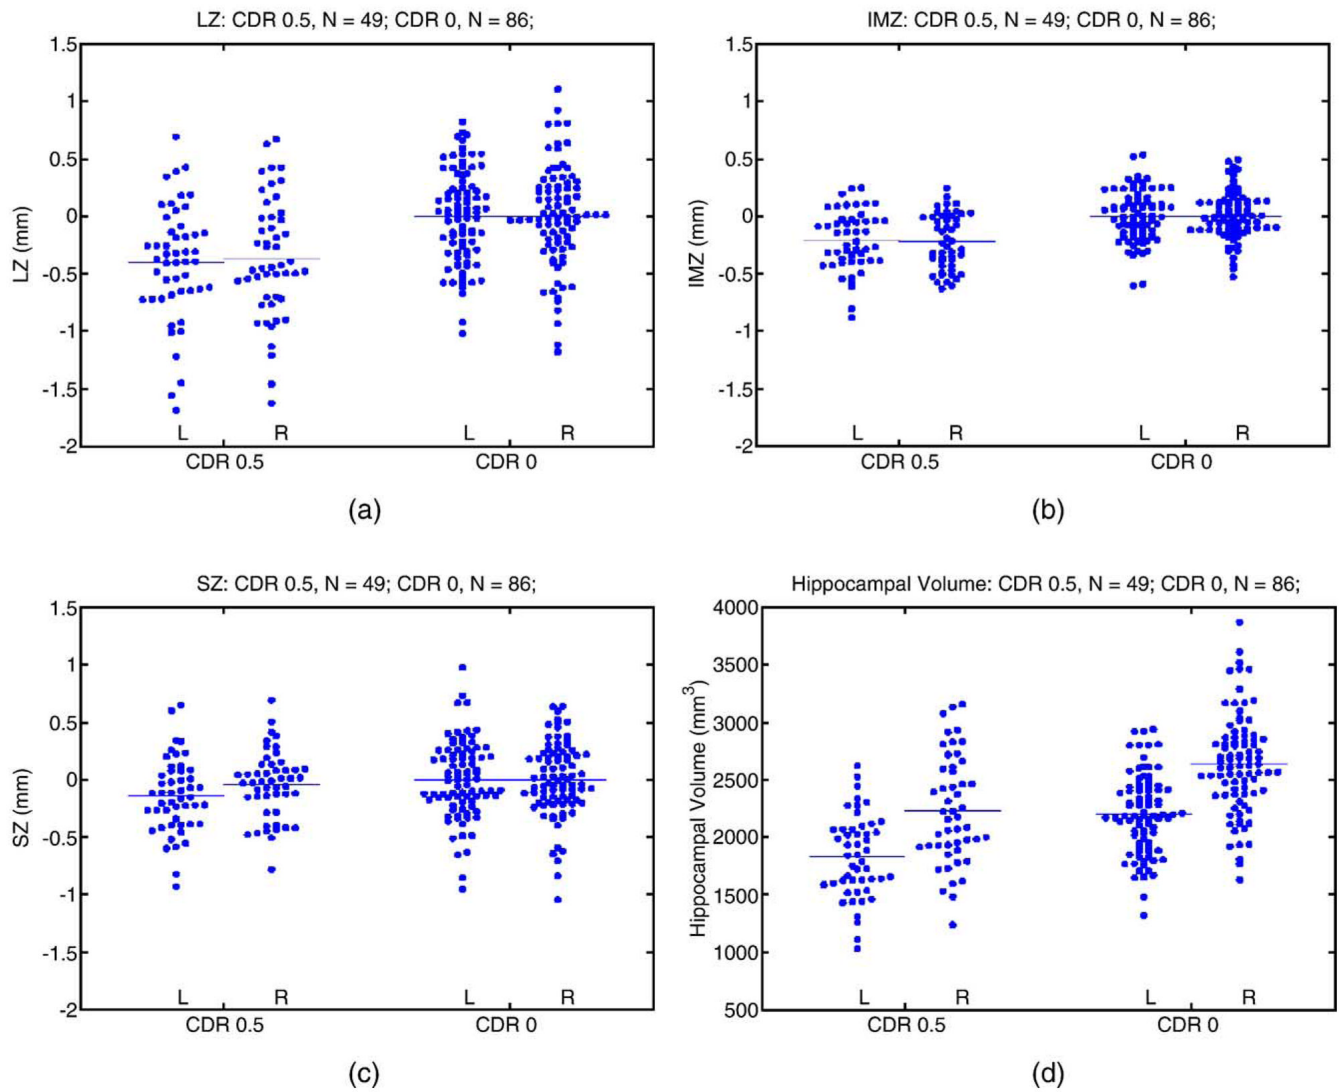 LZ: CDR 0.5, N = 49; CDR 0, N = 86;
1.5
1
0.5
0
-0.5
-1
-1.5
-2
LZ (mm)
L R L R
CDR 0.5 CDR 0
(a)
IMZ: CDR 0.5, N = 49; CDR 0, N = 86;
1.5
1
0.5
0
-0.5
-1
-1.5
-2
IMZ (mm)
L R L R
CDR 0.5 CDR 0
(b)
SZ: CDR 0.5, N = 49; CDR 0, N = 86;
1.5
1
0.5
0
-0.5
-1
-1.5
-2
SZ (mm)
L R L R
CDR 0.5 CDR 0
(c)
Hippocampal Volume: CDR 0.5, N = 49; CDR 0, N = 86;
4000
3500
3000
2500
2000
1500
1000
500
Hippocampal Volume (mm³)
L R L R
CDR 0.5 CDR 0
(d)